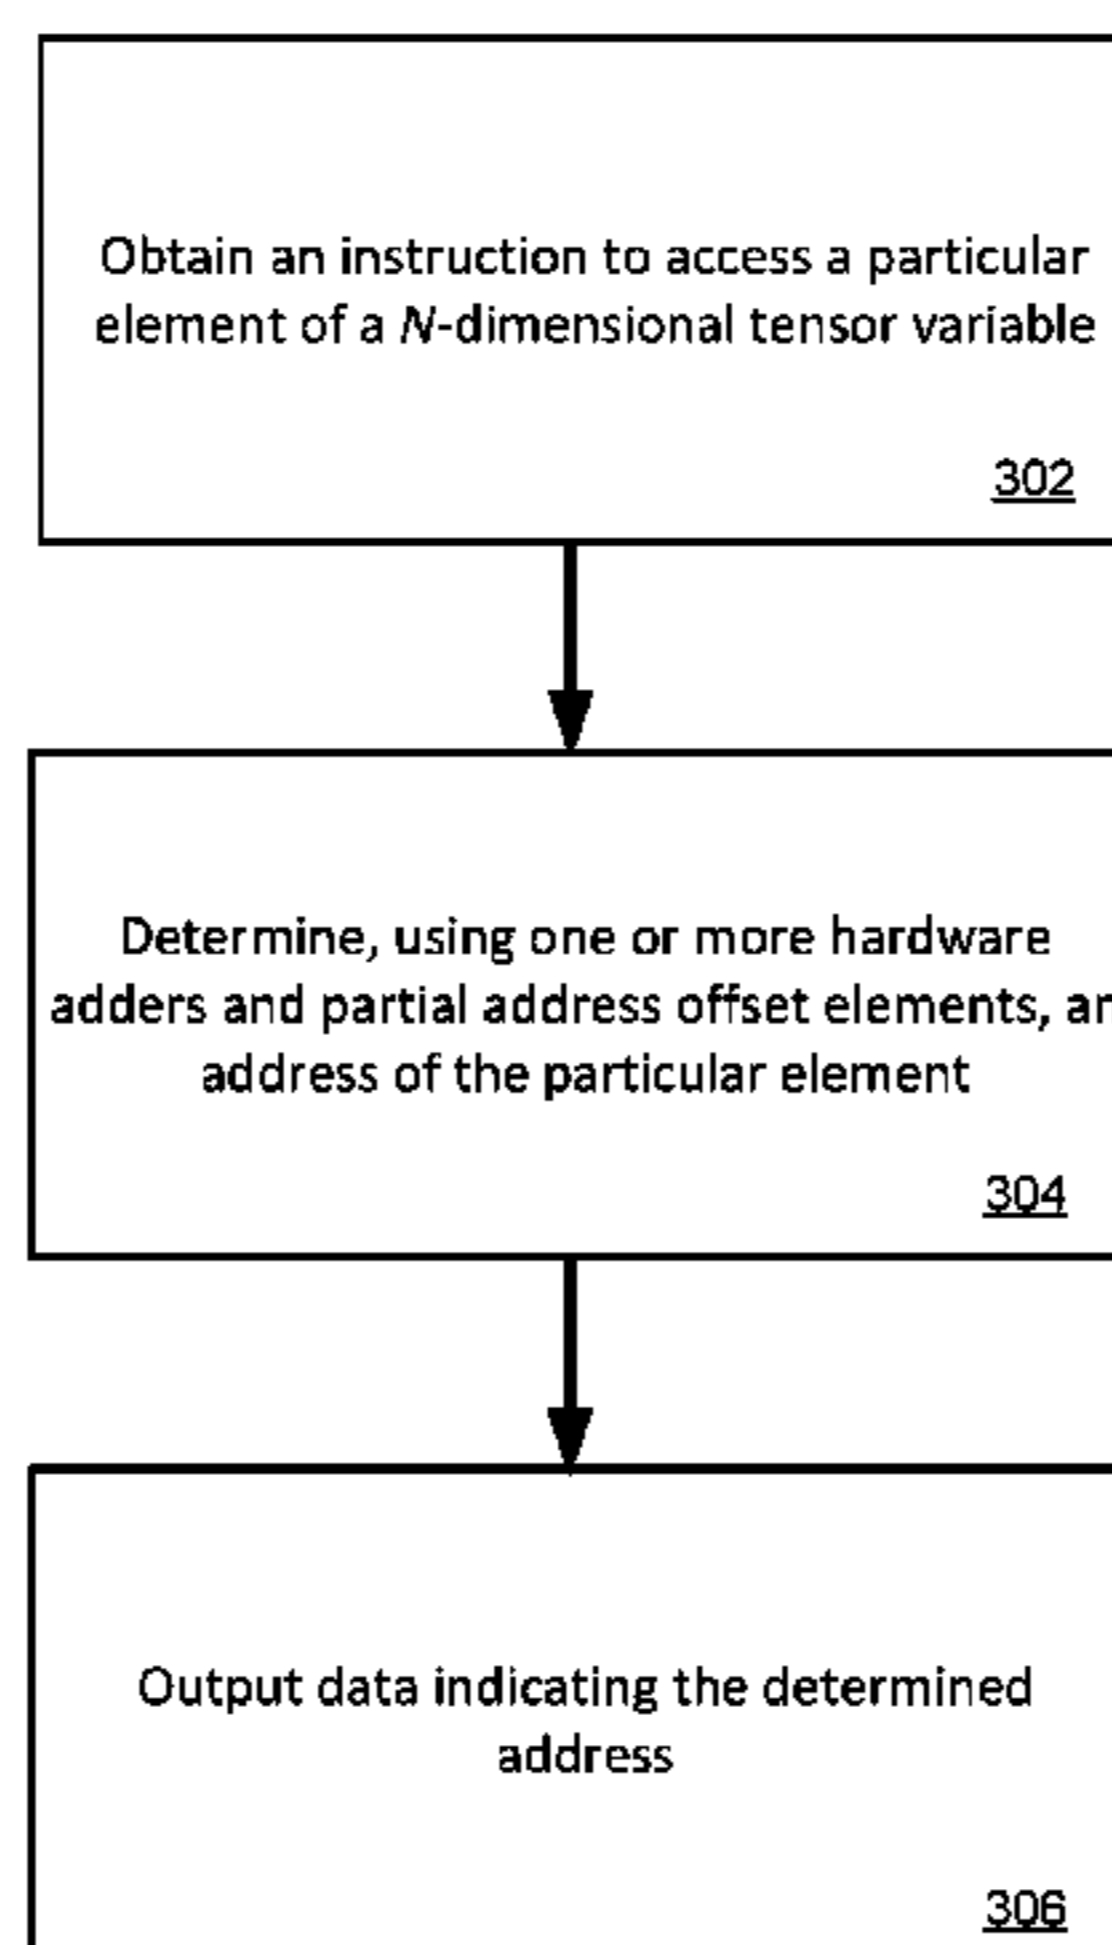 Obtain an instruction to access a particular
element of a N-dimensional tensor variable
302
Determine, using one or more hardware
adders and partial address offset elements, an
address of the particular element
304
Output data indicating the determined
address
306